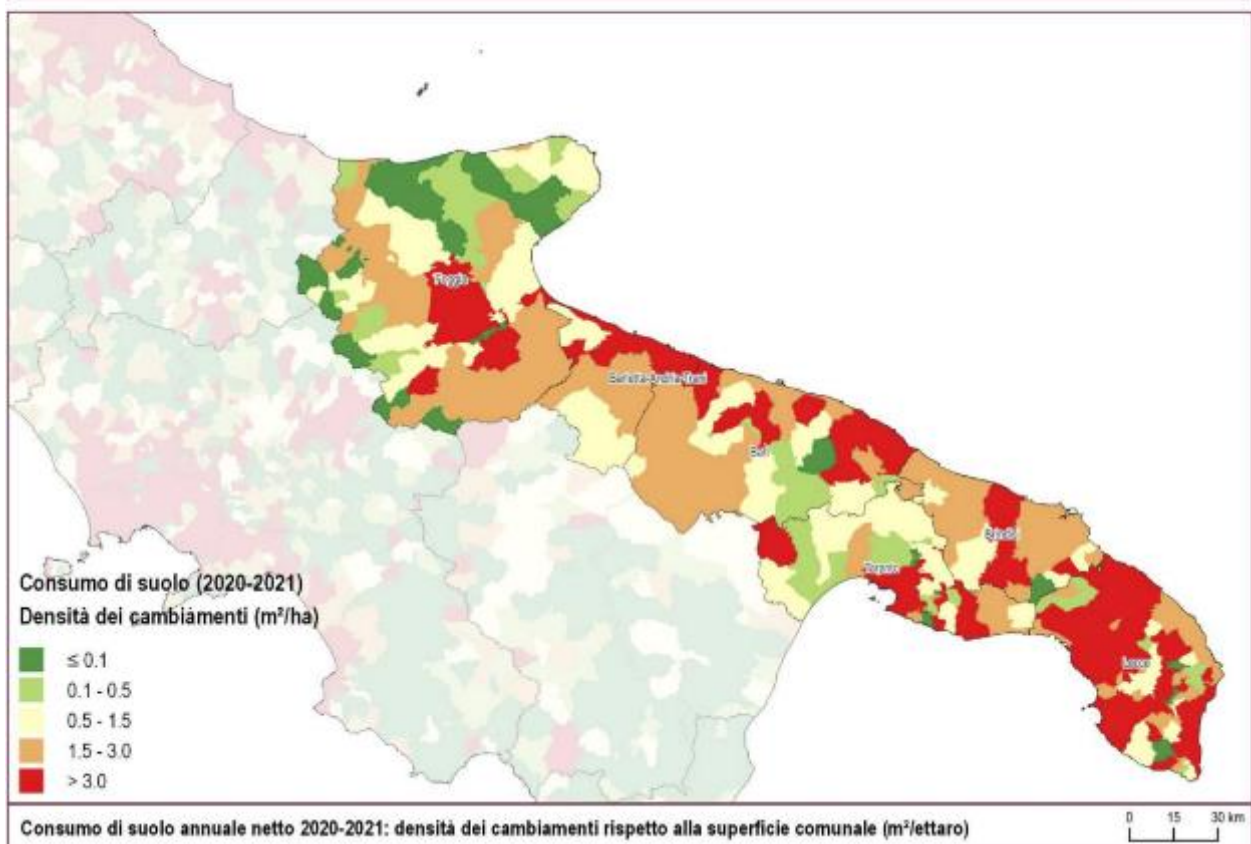 Foggia
Barletta-Andria-Trani
Bari
Brindisi
Taranto
Lecce
Consumo di suolo (2020-2021)
Densità dei cambiamenti (m²/ha)
≤ 0.1
0.1 - 0.5
0.5 - 1.5
1.5 - 3.0
> 3.0
Consumo di suolo annuale netto 2020-2021: densità dei cambiamenti rispetto alla superficie comunale (m²/ettaro)
0 15 30 km